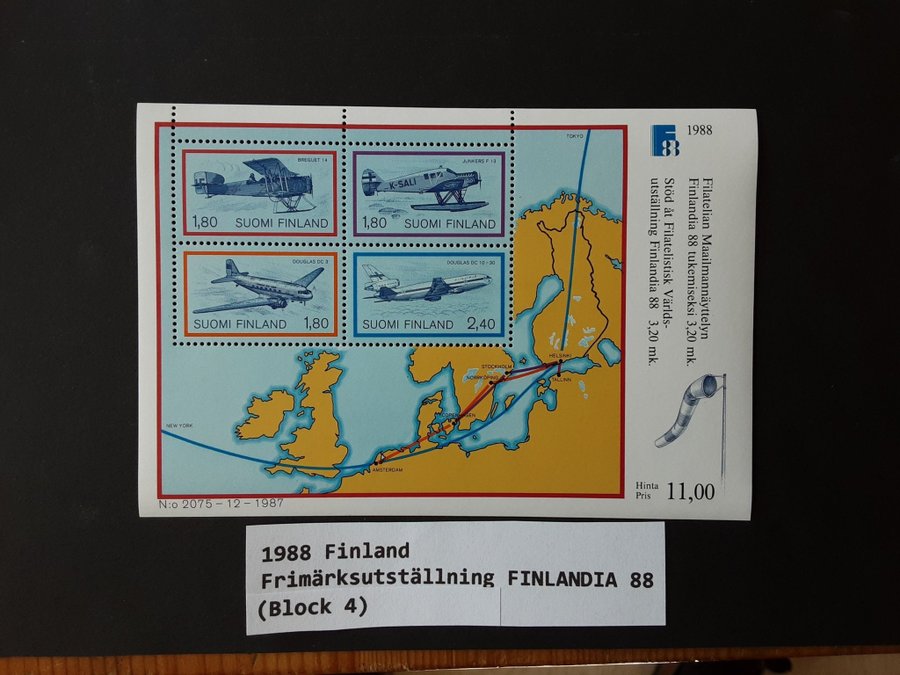 1988
Filatelian Maailmannäyttelyn
Finlandia 88 tukemiseksi 3,20 mk.
Stöd åt Filatelistisk Världs-
utställning Finlandia 88 3,20 mk.
BREGUET 14
1,80 SUOMI FINLAND
JUNKERS F 13
K-SALI
1,80 SUOMI FINLAND
DOUGLAS DC 3
SUOMI FINLAND 1,80
DOUGLAS DC 10-30
SUOMI FINLAND 2,40
TOKYO
HELSINKI
STOCKHOLM
NORRKÖPING
TALLINN
COPENHAGEN
NEW YORK
AMSTERDAM
Hinta
Pris 11,00
N:o 2075-12-1987
1988 Finland
Frimärksutställning FINLANDIA 88
(Block 4)